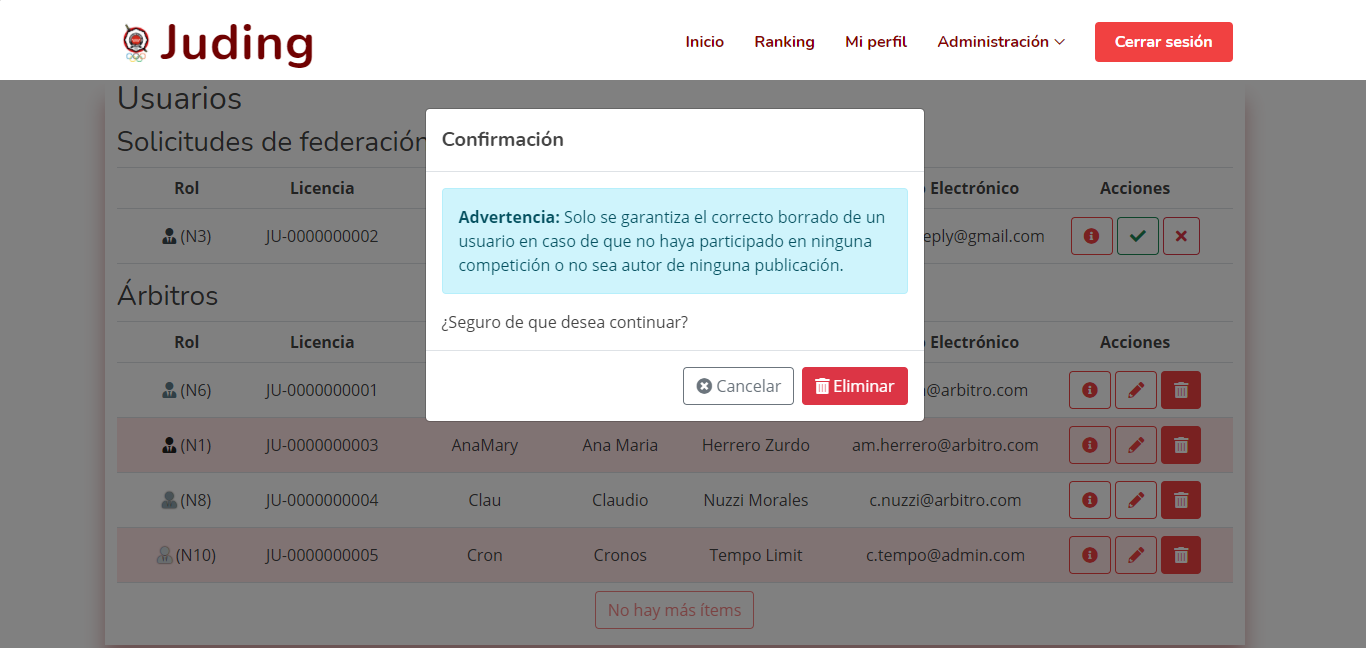 Juding
Inicio Ranking Mi perfil Administración Cerrar sesión
Usuarios
Solicitudes de federación
Rol Licencia Electrónico Acciones
(N3) JU-0000000002 eply@gmail.com
Árbitros
Rol Licencia Electrónico Acciones
(N6) JU-0000000001 @arbitro.com
(N1) JU-0000000003 AnaMary Ana Maria Herrero Zurdo am.herrero@arbitro.com
(N8) JU-0000000004 Clau Claudio Nuzzi Morales c.nuzzi@arbitro.com
(N10) JU-0000000005 Cron Cronos Tempo Limit c.tempo@admin.com
No hay más ítems
Confirmación
Advertencia: Solo se garantiza el correcto borrado de un
usuario en caso de que no haya participado en ninguna
competición o no sea autor de ninguna publicación.
¿Seguro de que desea continuar?
Cancelar Eliminar